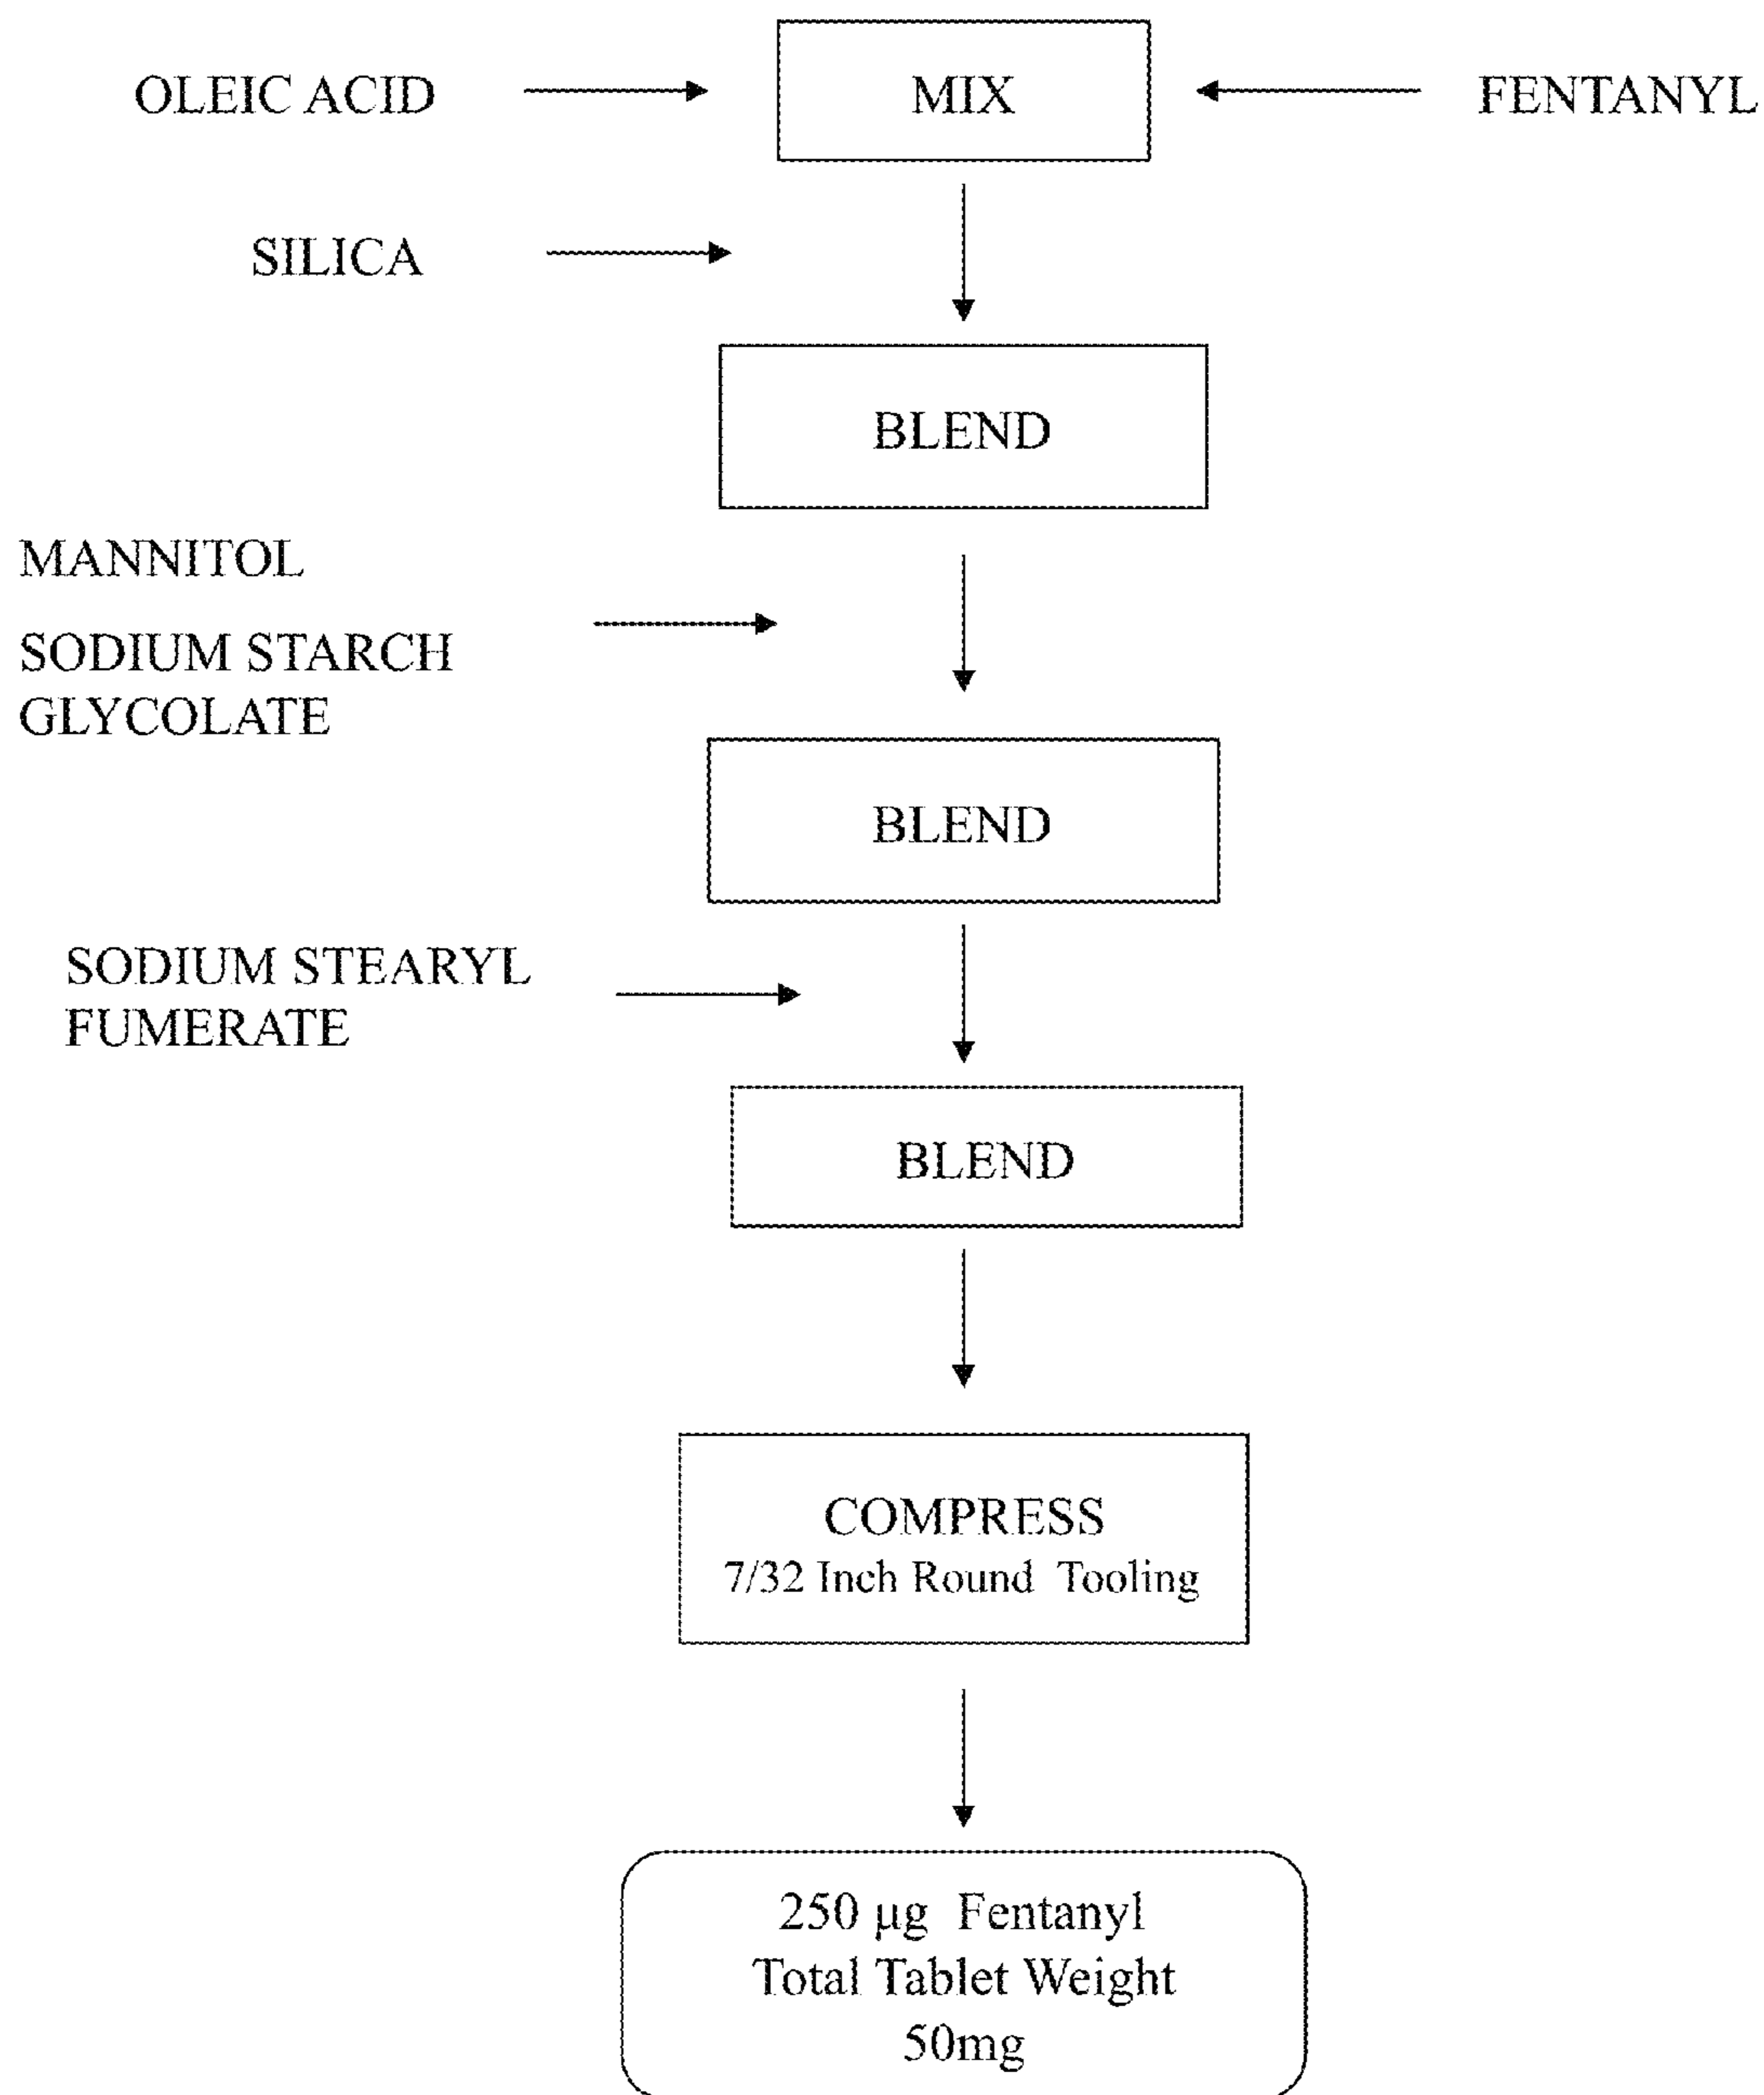 OLEIC ACID
MIX
FENTANYL
SILICA
BLEND
MANNITOL
SODIUM STARCH
GLYCOLATE
BLEND
SODIUM STEARYL
FUMERATE
BLEND
COMPRESS
7/32 Inch Round Tooling
250 µg Fentanyl
Total Tablet Weight
50mg